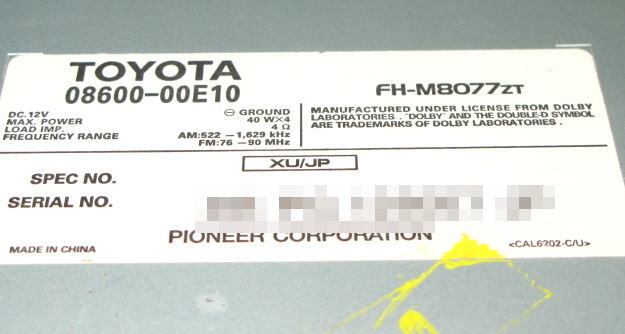 TOYOTA
08600-00E10
FH-M8077ZT
DC.12V ⊖ GROUND
MAX. POWER 40 W×4
LOAD IMP. 4 Ω
FREQUENCY RANGE AM:522 – 1,629 kHz
FM:76 – 90 MHz
MANUFACTURED UNDER LICENSE FROM DOLBY
LABORATORIES . 'DOLBY' AND THE DOUBLE-D SYMBOL
ARE TRADEMARKS OF DOLBY LABORATORIES.
XU/JP
SPEC NO.
SERIAL NO.
PIONEER CORPORATION
MADE IN CHINA
<CAL6202-C/U>